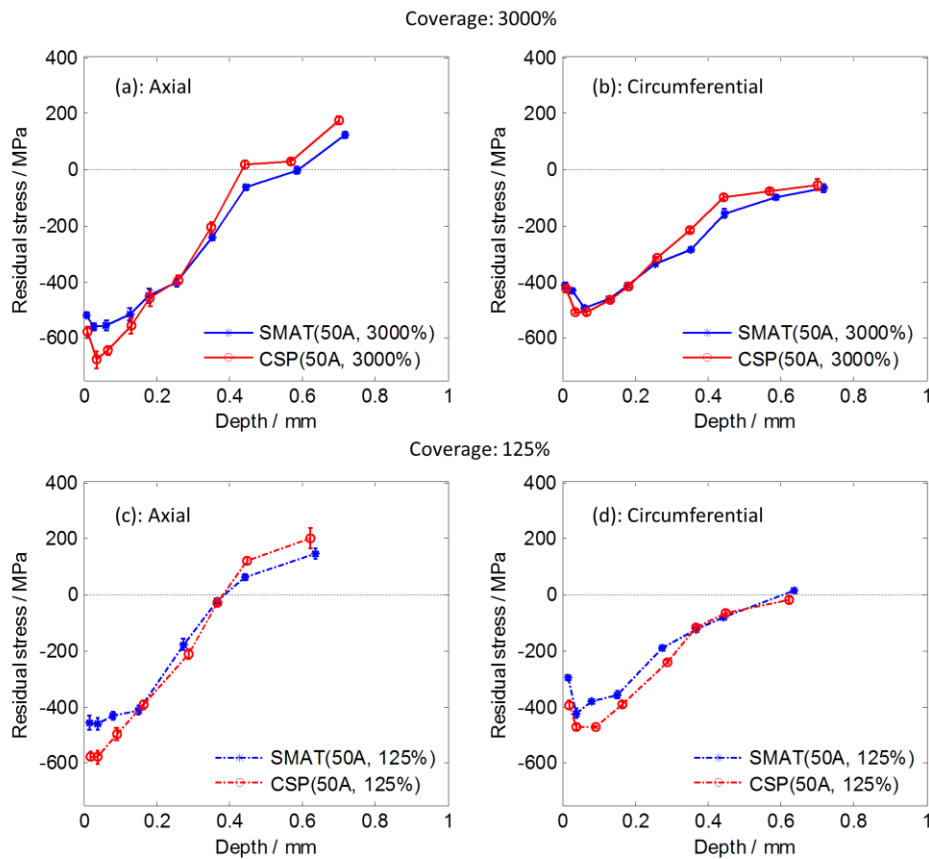 Coverage: 3000%
(a): Axial
Residual stress / MPa
400
200
0
-200
-400
-600
SMAT(50A, 3000%)
CSP(50A, 3000%)
0 0.2 0.4 0.6 0.8 1
Depth / mm
(b): Circumferential
Residual stress / MPa
400
200
0
-200
-400
-600
SMAT(50A, 3000%)
CSP(50A, 3000%)
0 0.2 0.4 0.6 0.8 1
Depth / mm
Coverage: 125%
(c): Axial
Residual stress / MPa
400
200
0
-200
-400
-600
SMAT(50A, 125%)
CSP(50A, 125%)
0 0.2 0.4 0.6 0.8 1
Depth / mm
(d): Circumferential
Residual stress / MPa
400
200
0
-200
-400
-600
SMAT(50A, 125%)
CSP(50A, 125%)
0 0.2 0.4 0.6 0.8 1
Depth / mm